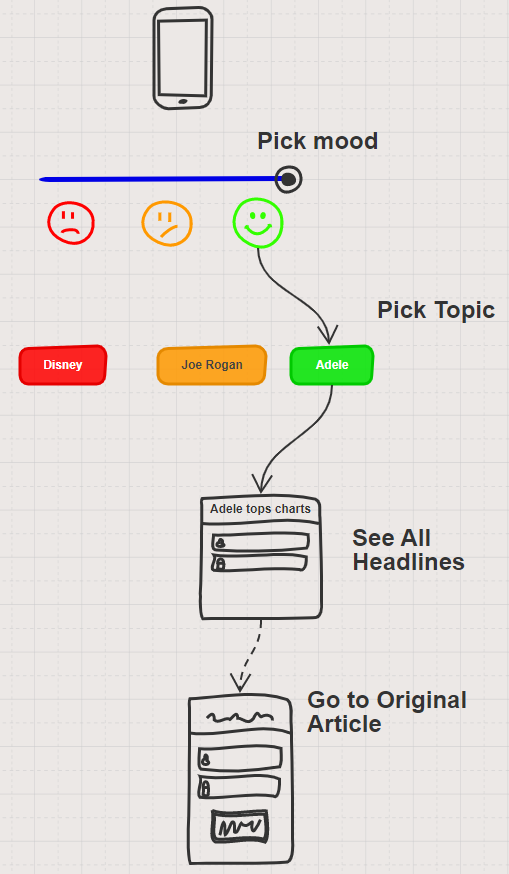 Pick mood
Pick Topic
Disney
Joe Rogan
Adele
Adele tops charts
See All
Headlines
Go to Original
Article